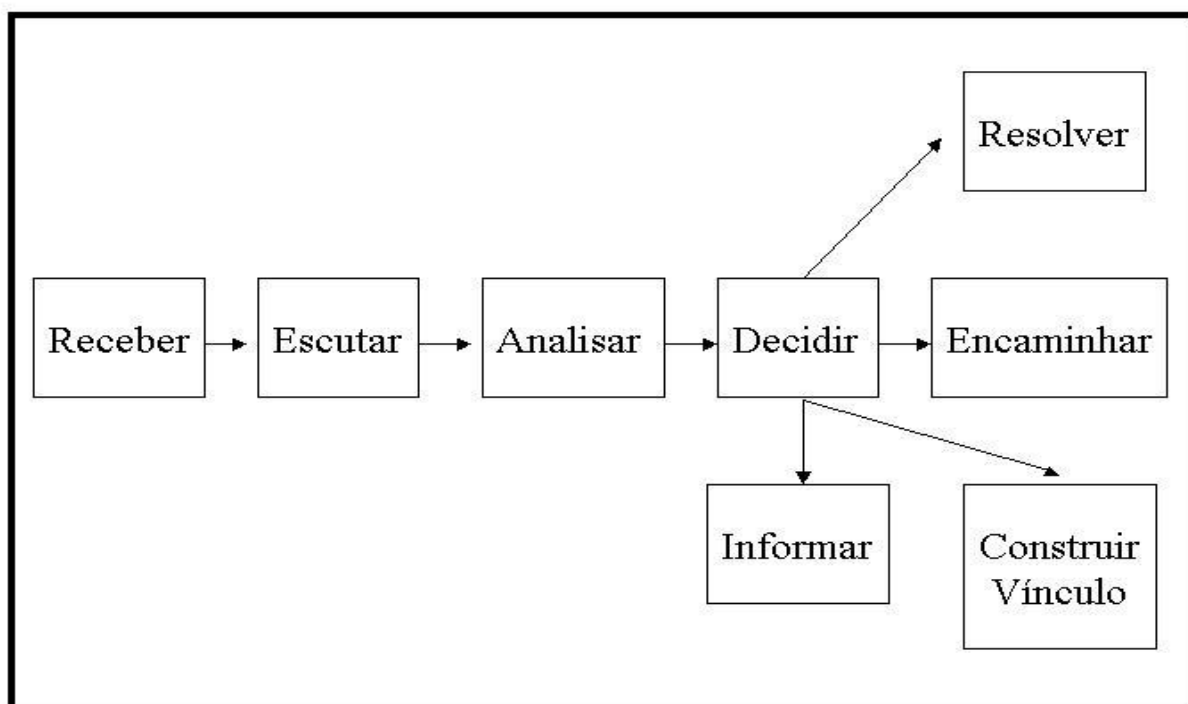 Resolver
Receber
Escutar
Analisar
Decidir
Encaminhar
Informar
Construir
Vínculo